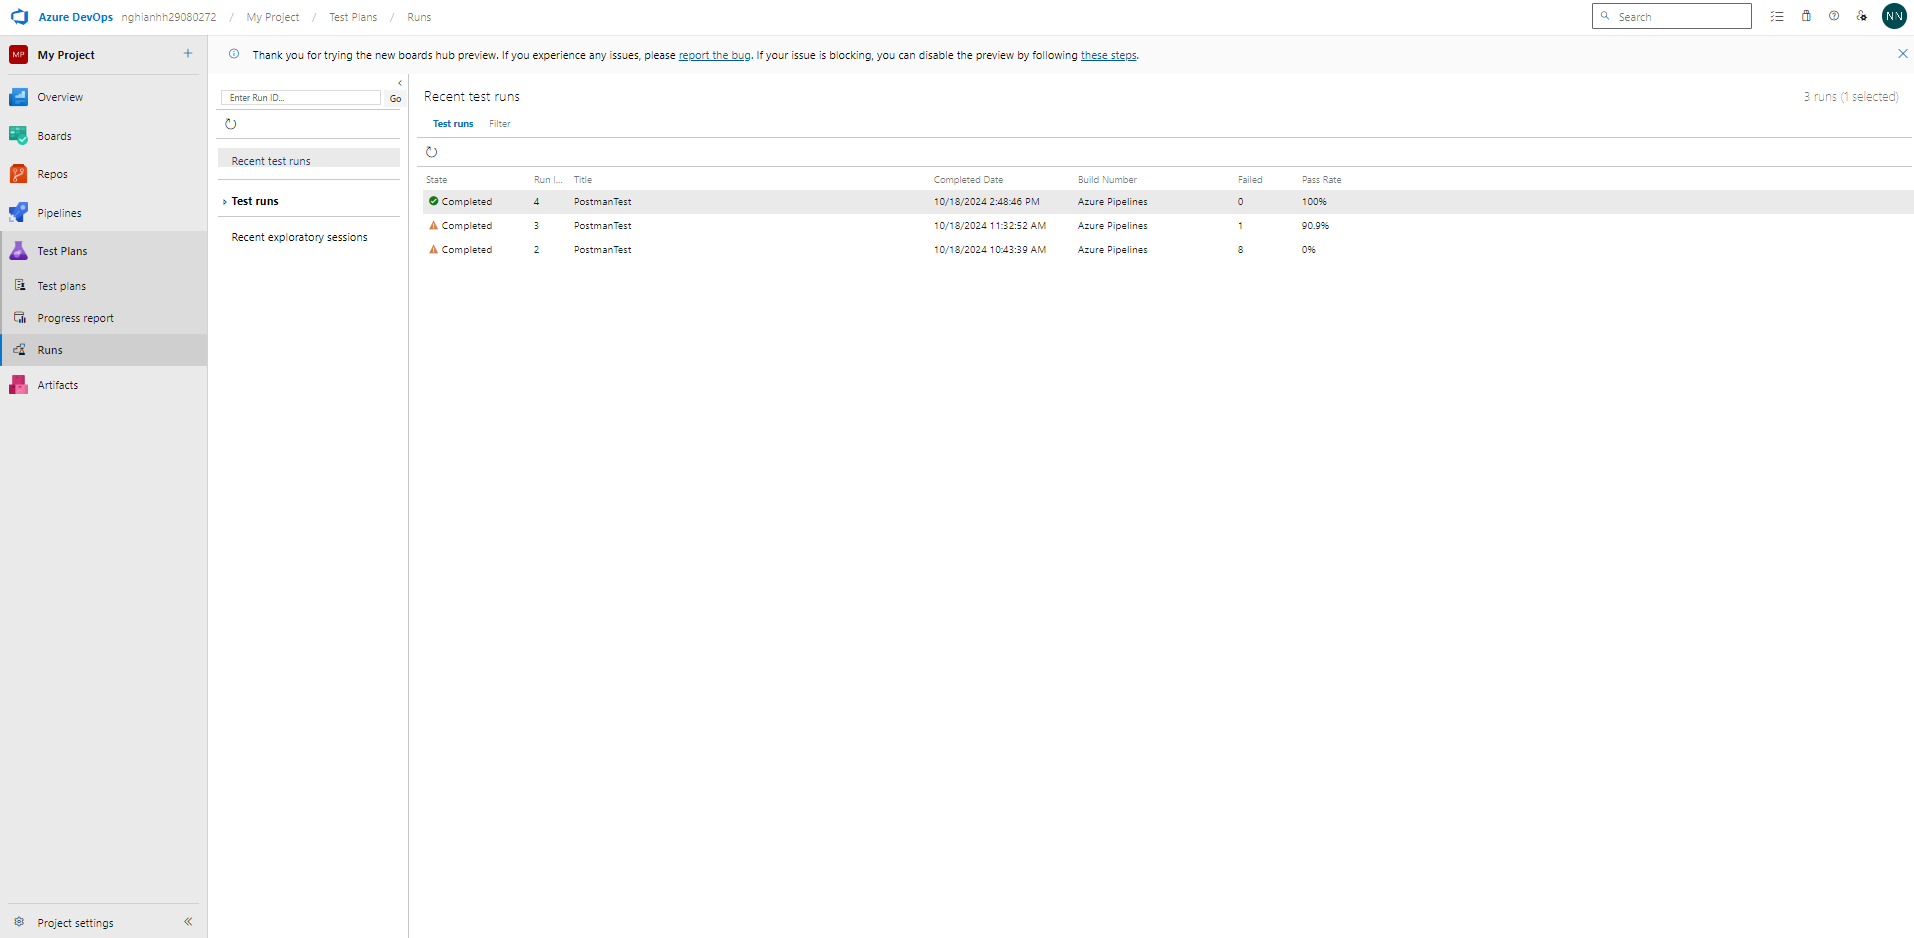 Azure DevOps nghianhh29080272 / My Project / Test Plans / Runs
Search
NN
MP My Project
Thank you for trying the new boards hub preview. If you experience any issues, please report the bug. If your issue is blocking, you can disable the preview by following these steps.
Overview
Boards
Repos
Pipelines
Test Plans
Test plans
Progress report
Runs
Artifacts
Project settings
Enter Run ID...
Go
Recent test runs
Test runs
Recent exploratory sessions
Recent test runs
3 runs (1 selected)
Test runs Filter
State Run I... Title Completed Date Build Number Failed Pass Rate
Completed 4 PostmanTest 10/18/2024 2:48:46 PM Azure Pipelines 0 100%
Completed 3 PostmanTest 10/18/2024 11:32:52 AM Azure Pipelines 1 90.9%
Completed 2 PostmanTest 10/18/2024 10:43:39 AM Azure Pipelines 8 0%